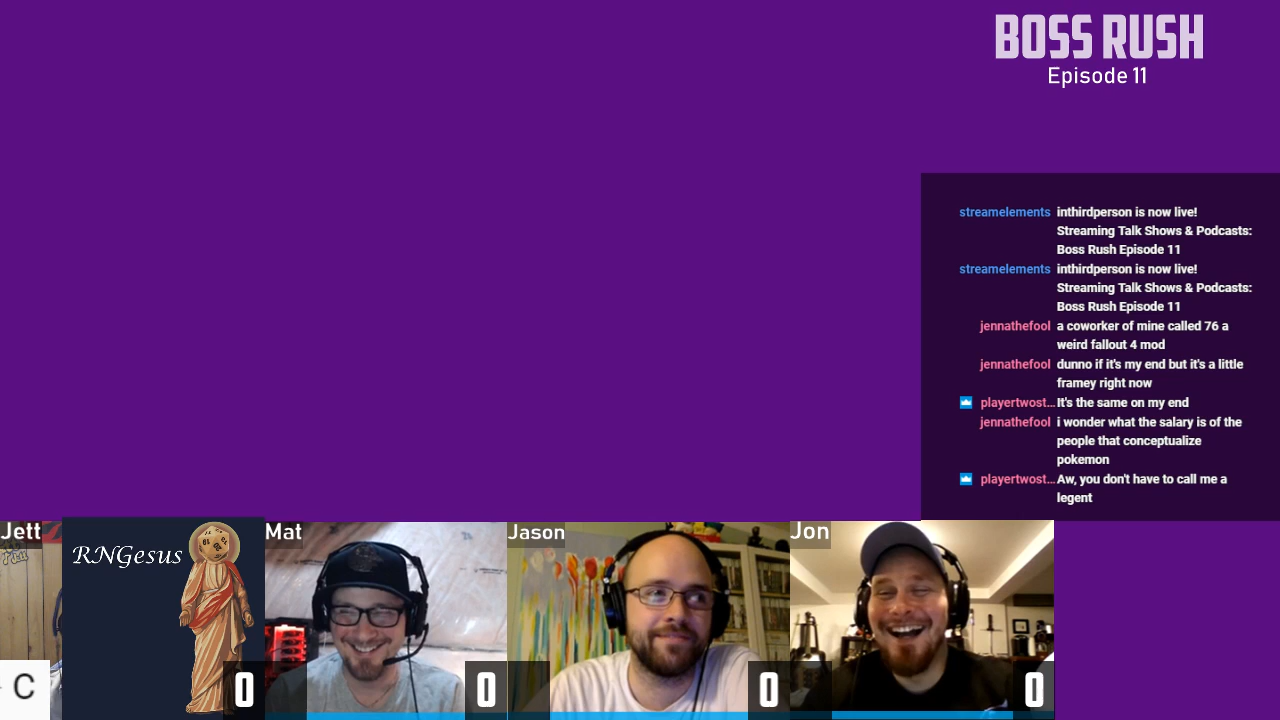 BOSS RUSH
Episode 11
streamelements inthirdperson is now live!
Streaming Talk Shows & Podcasts:
Boss Rush Episode 11
streamelements inthirdperson is now live!
Streaming Talk Shows & Podcasts:
Boss Rush Episode 11
jennathefool a coworker of mine called 76 a
weird fallout 4 mod
jennathefool dunno if it's my end but it's a little
framey right now
playertwost... It's the same on my end
jennathefool i wonder what the salary is of the
people that conceptualize
pokemon
playertwost... Aw, you don't have to call me a
legent
Jett
RNGesus
Mat
Jason
Jon
C
0
0
0
0